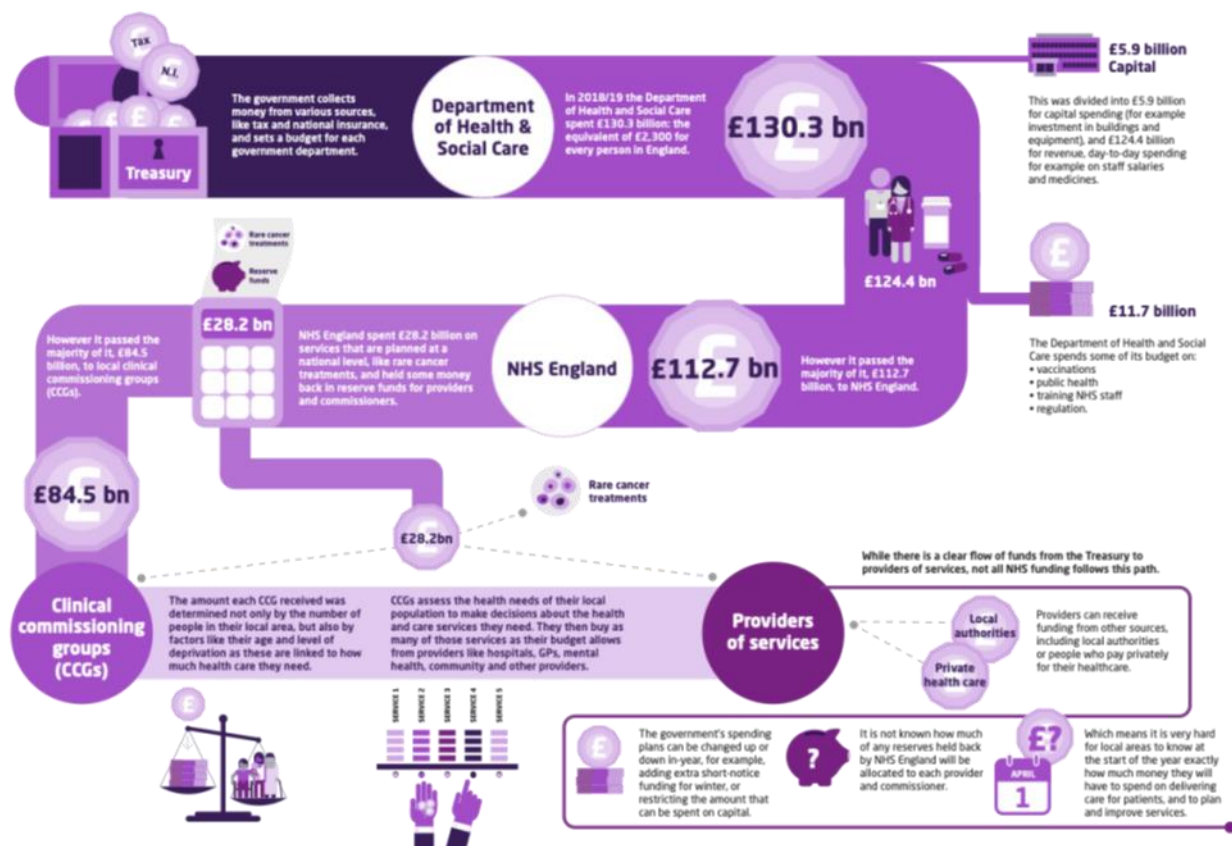 Tax
N.I.
Treasury
The government collects
money from various sources,
like tax and national insurance,
and sets a budget for each
government department.
Department
of Health &
Social Care
In 2018/19 the Department
of Health and Social Care
spent £130.3 billion: the
equivalent of £2,300 for
every person in England.
£130.3 bn
£5.9 billion
Capital
This was divided into £5.9 billion
for capital spending (for example
investment in buildings and
equipment), and £124.4 billion
for revenue, day-to-day spending
for example on staff salaries
and medicines.
£124.4 bn
£11.7 billion
The Department of Health and Social
Care spends some of its budget on:
• vaccinations
• public health
• training NHS staff
• regulation.
However it passed the
majority of it, £112.7
billion, to NHS England.
£112.7 bn
NHS England
NHS England spent £28.2 billion on
services that are planned at a
national level, like rare cancer
treatments, and held some money
back in reserve funds for providers
and commissioners.
Rare cancer
treatments
Reserve
funds
£28.2 bn
However it passed the
majority of it, £84.5
billion, to local clinical
commissioning groups
(CCGs).
£84.5 bn
£28.2bn
Rare cancer
treatments
Clinical
commissioning
groups
(CCGs)
The amount each CCG received was
determined not only by the number of
people in their local area, but also by
factors like their age and level of
deprivation as these are linked to how
much health care they need.
CCGs assess the health needs of their local
population to make decisions about the health
and care services they need. They then buy as
many of those services as their budget allows
from providers like hospitals, GPs, mental
health, community and other providers.
SERVICE 1
SERVICE 2
SERVICE 3
SERVICE 4
SERVICE 5
Providers
of services
While there is a clear flow of funds from the Treasury to
providers of services, not all NHS funding follows this path.
Local
authorities
Private
health care
Providers can receive
funding from other sources,
including local authorities
or people who pay privately
for their healthcare.
The government's spending
plans can be changed up or
down in-year, for example,
adding extra short-notice
funding for winter, or
restricting the amount that
can be spent on capital.
?
It is not known how much
of any reserves held back
by NHS England will be
allocated to each provider
and commissioner.
£?
APRIL
1
Which means it is very hard
for local areas to know at
the start of the year exactly
how much money they will
have to spend on delivering
care for patients, and to plan
and improve services.